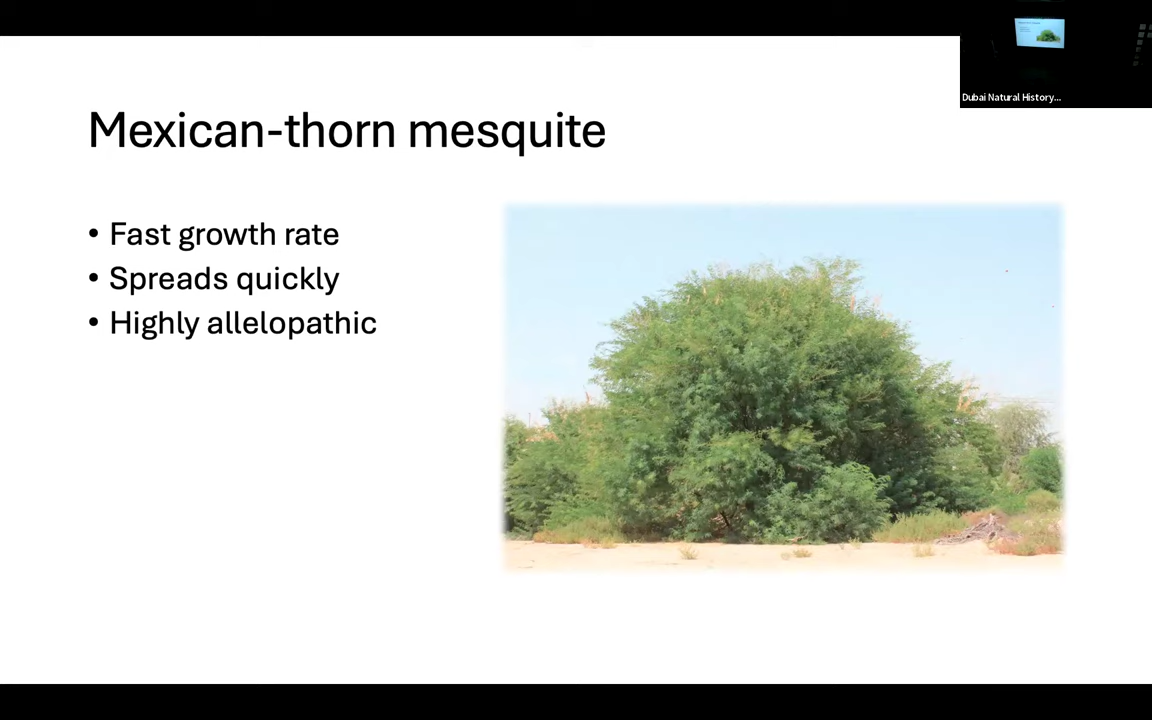 Dubai Natural History...
Mexican-thorn mesquite
• Fast growth rate
• Spreads quickly
• Highly allelopathic